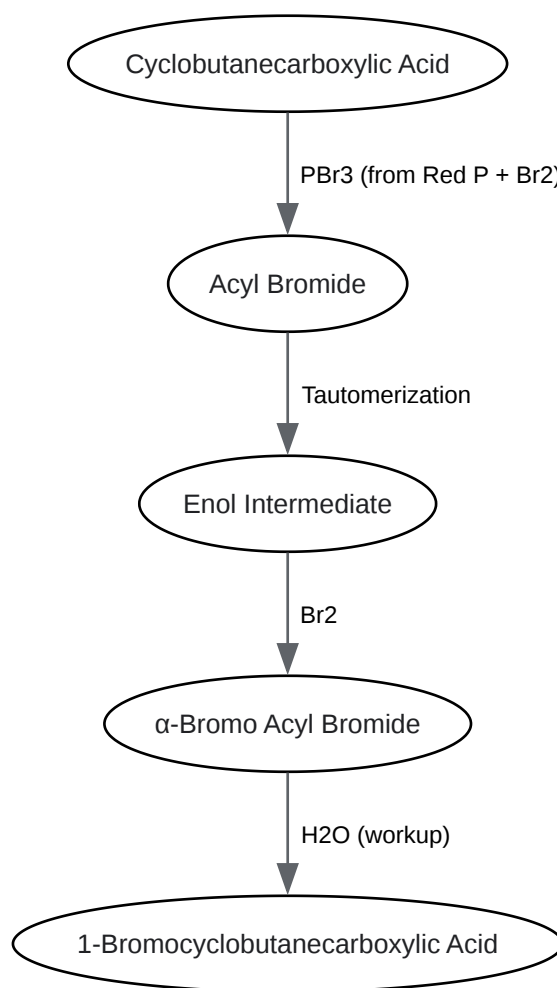 Cyclobutanecarboxylic Acid
PBr3 (from Red P + Br2)
Acyl Bromide
Tautomerization
Enol Intermediate
Br2
α-Bromo Acyl Bromide
H2O (workup)
1-Bromocyclobutanecarboxylic Acid